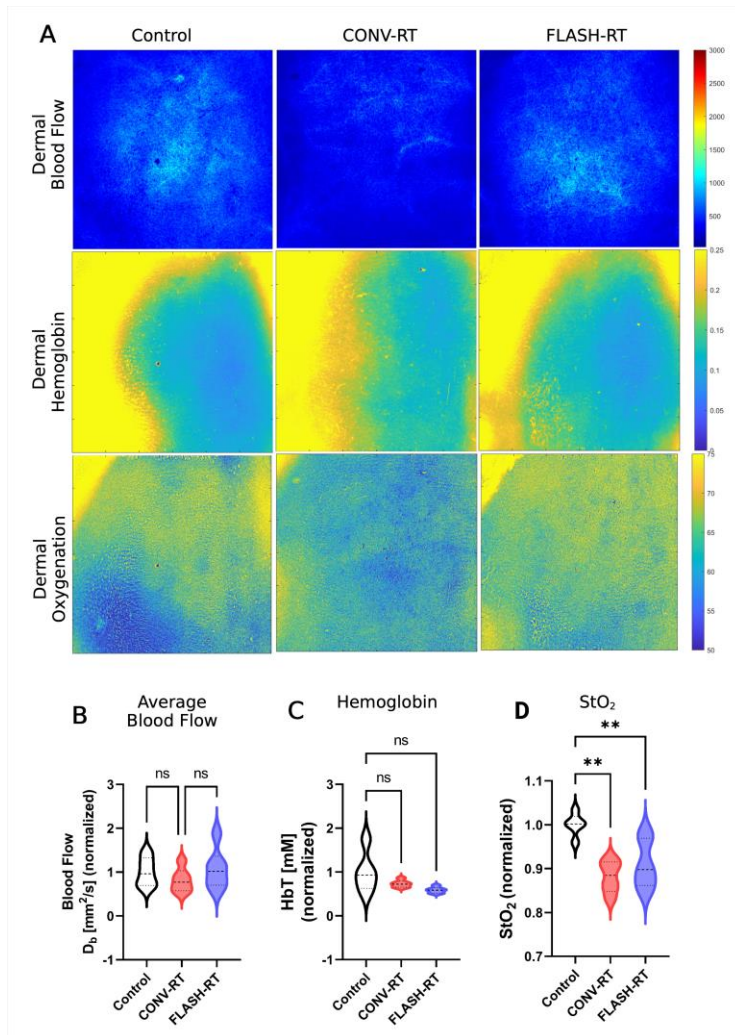 A
Control
CONV-RT
FLASH-RT
Dermal
Blood Flow
3000
2500
2000
1500
1000
500
Dermal
Hemoglobin
0.25
0.2
0.15
0.1
0.05
0
Dermal
Oxygenation
75
70
65
60
55
50
B
Average
Blood Flow
ns
ns
Blood Flow
D_b [mm²/s] (normalized)
3
2
1
0
-1
Control
CONV-RT
FLASH-RT
C
Hemoglobin
ns
ns
HbT [mM]
(normalized)
3
2
1
0
-1
Control
CONV-RT
FLASH-RT
D
StO₂
**
**
StO₂ (normalized)
1.1
1.0
0.9
0.8
0.7
Control
CONV-RT
FLASH-RT